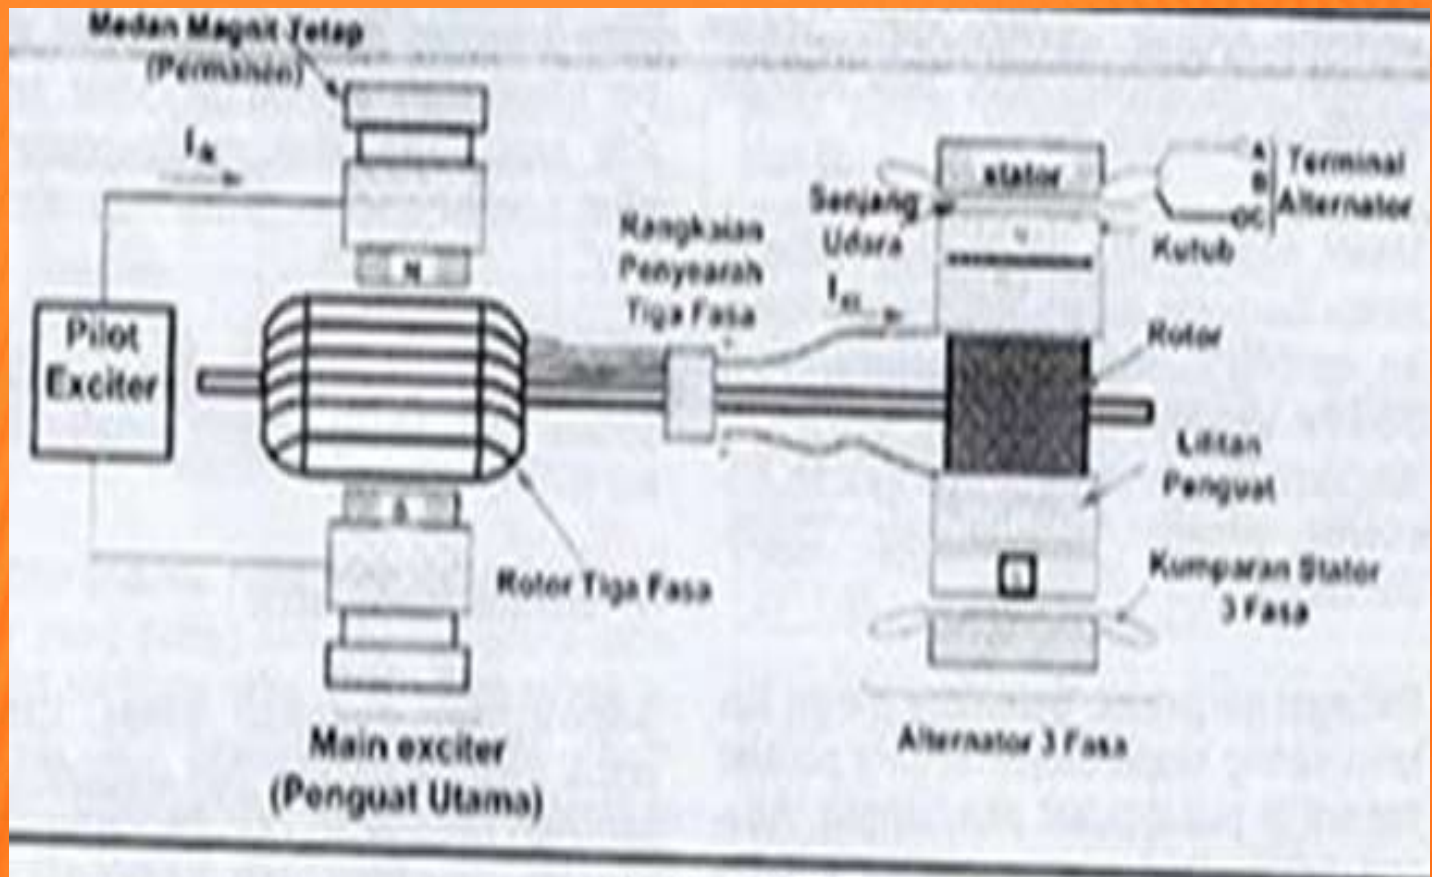 Medan Magnit Tetap
(Permanen)
Pilot
Exciter
N
S
Rotor Tiga Fasa
Main exciter
(Penguat Utama)
Rangkaian
Penyearah
Tiga Fasa
+
-
Senjang
Udara
stator
A
B
C
Terminal
Alternator
Kutub
Rotor
Lilitan
Penguat
Kumparan Stator
3 Fasa
Alternator 3 Fasa